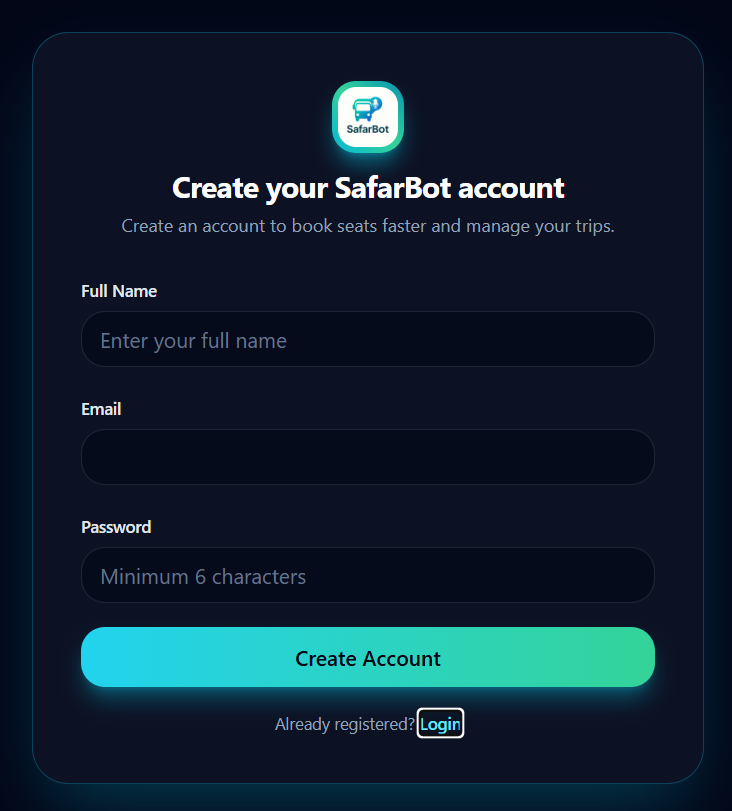 SafarBot
Create your SafarBot account
Create an account to book seats faster and manage your trips.
Full Name
Enter your full name
Email
Password
Minimum 6 characters
Create Account
Already registered? Login